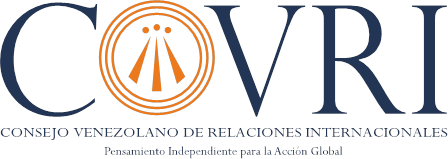 COVRI
CONSEJO VENEZOLANO DE RELACIONES INTERNACIONALES
Pensamiento Independiente para la Acción Global